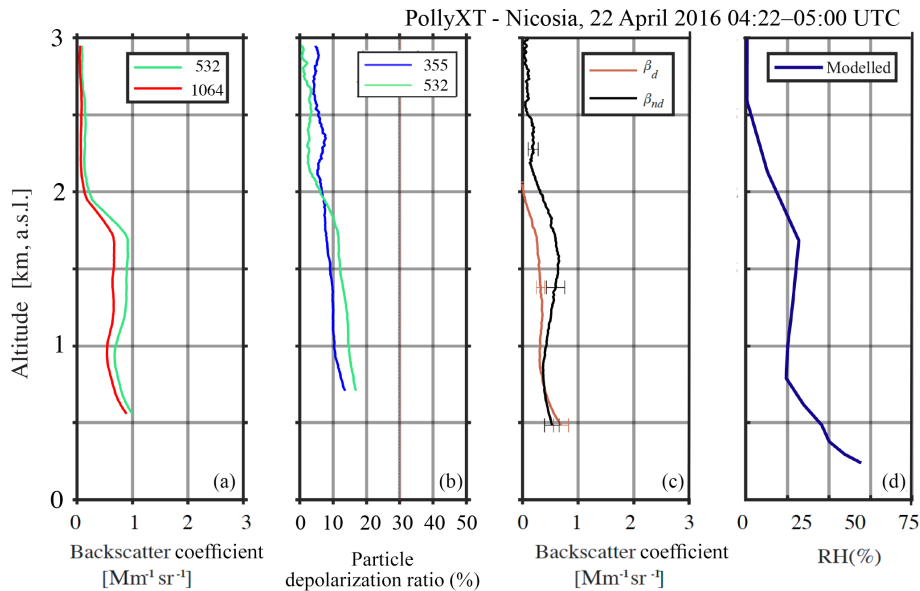 PollyXT - Nicosia, 22 April 2016 04:22–05:00 UTC
3
2
1
0
Altitude [km, a.s.l.]
532
1064
(a)
0 1 2 3
Backscatter coefficient
[Mm⁻¹ sr⁻¹]
355
532
(b)
0 10 20 30 40 50
Particle
depolarization ratio (%)
β_d
β_nd
(c)
0 1 2 3
Backscatter coefficient
[Mm⁻¹ sr⁻¹]
Modelled
(d)
0 25 50 75
RH(%)